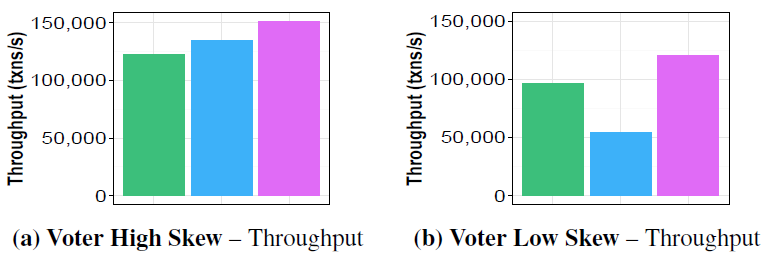 Throughput (txns/s)
150,000
100,000
50,000
0
(a) Voter High Skew – Throughput
Throughput (txns/s)
150,000
100,000
50,000
0
(b) Voter Low Skew – Throughput